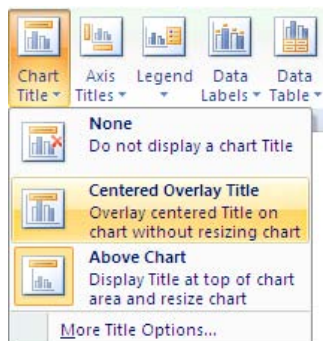 Chart Axis Legend Data Data
Title Titles Labels Table
None
Do not display a chart Title
Centered Overlay Title
Overlay centered Title on
chart without resizing chart
Above Chart
Display Title at top of chart
area and resize chart
More Title Options...